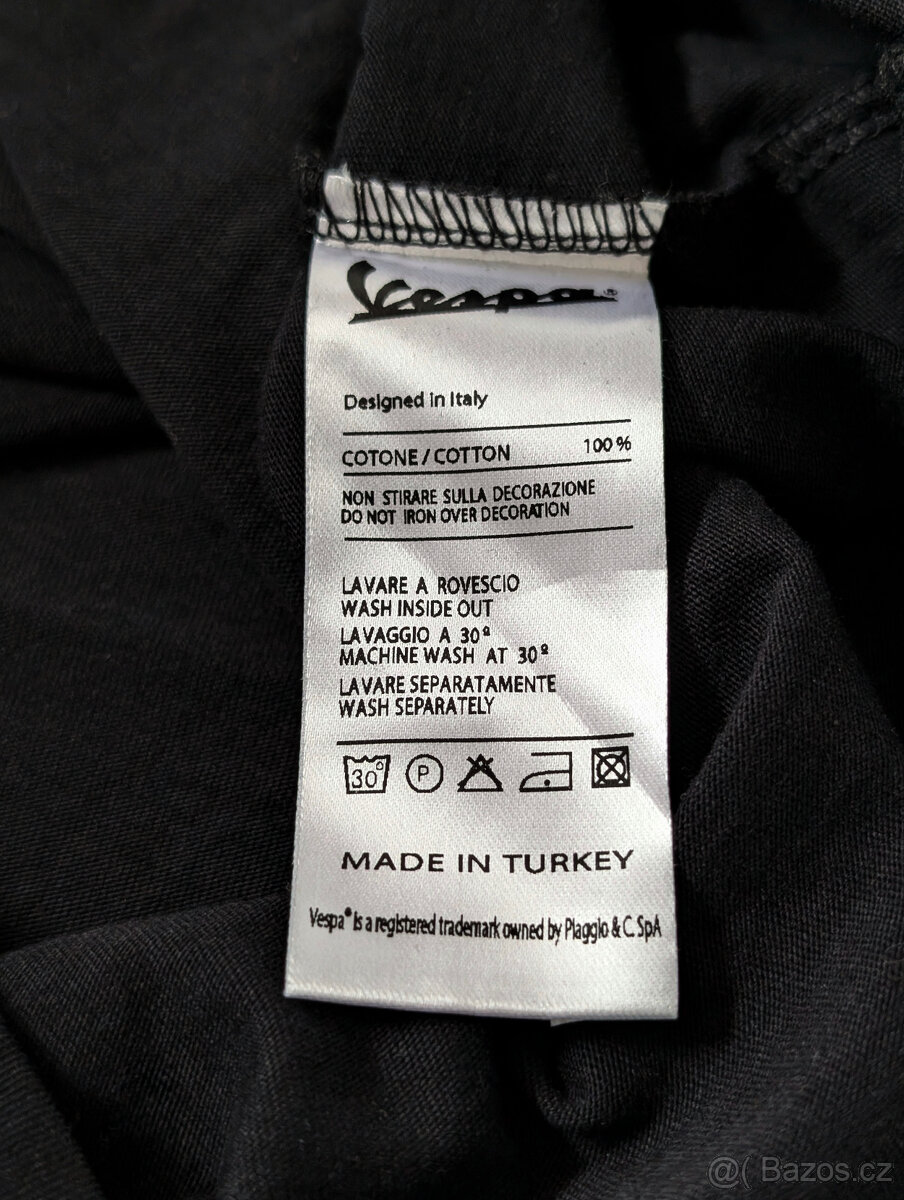 Vespa®
Designed in Italy
COTONE / COTTON 100 %
NON STIRARE SULLA DECORAZIONE
DO NOT IRON OVER DECORATION
LAVARE A ROVESCIO
WASH INSIDE OUT
LAVAGGIO A 30º
MACHINE WASH AT 30º
LAVARE SEPARATAMENTE
WASH SEPARATELY
30° P
MADE IN TURKEY
Vespa® is a registered trademark owned by Piaggio & C. SpA
@( Bazos.cz